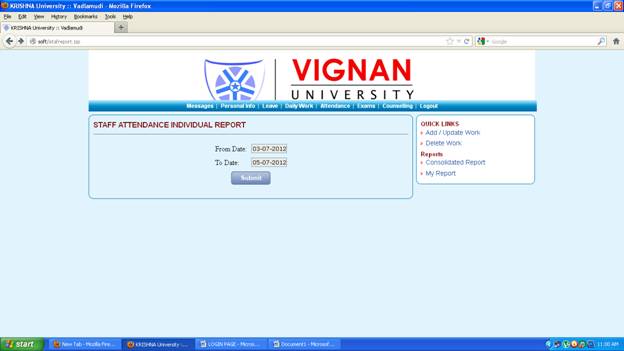 KRISHNA University :: Vadlamudi - Mozilla Firefox
File Edit View History Bookmarks Tools Help
KRISHNA University :: Vadlamudi
soft/stafreport.jsp
Google
VIGNAN
UNIVERSITY
Messages | Personal Info | Leave | Daily Work | Attendance | Exams | Counselling | Logout
STAFF ATTENDANCE INDIVIDUAL REPORT
From Date: 03-07-2012
To Date: 05-07-2012
Submit
QUICK LINKS
Add / Update Work
Delete Work
Reports
Consolidated Report
My Report
start
New Tab - Mozilla Fire...
KRISHNA University :...
LOGIN PAGE - Micros...
Document1 - Microsof...
11:00 AM